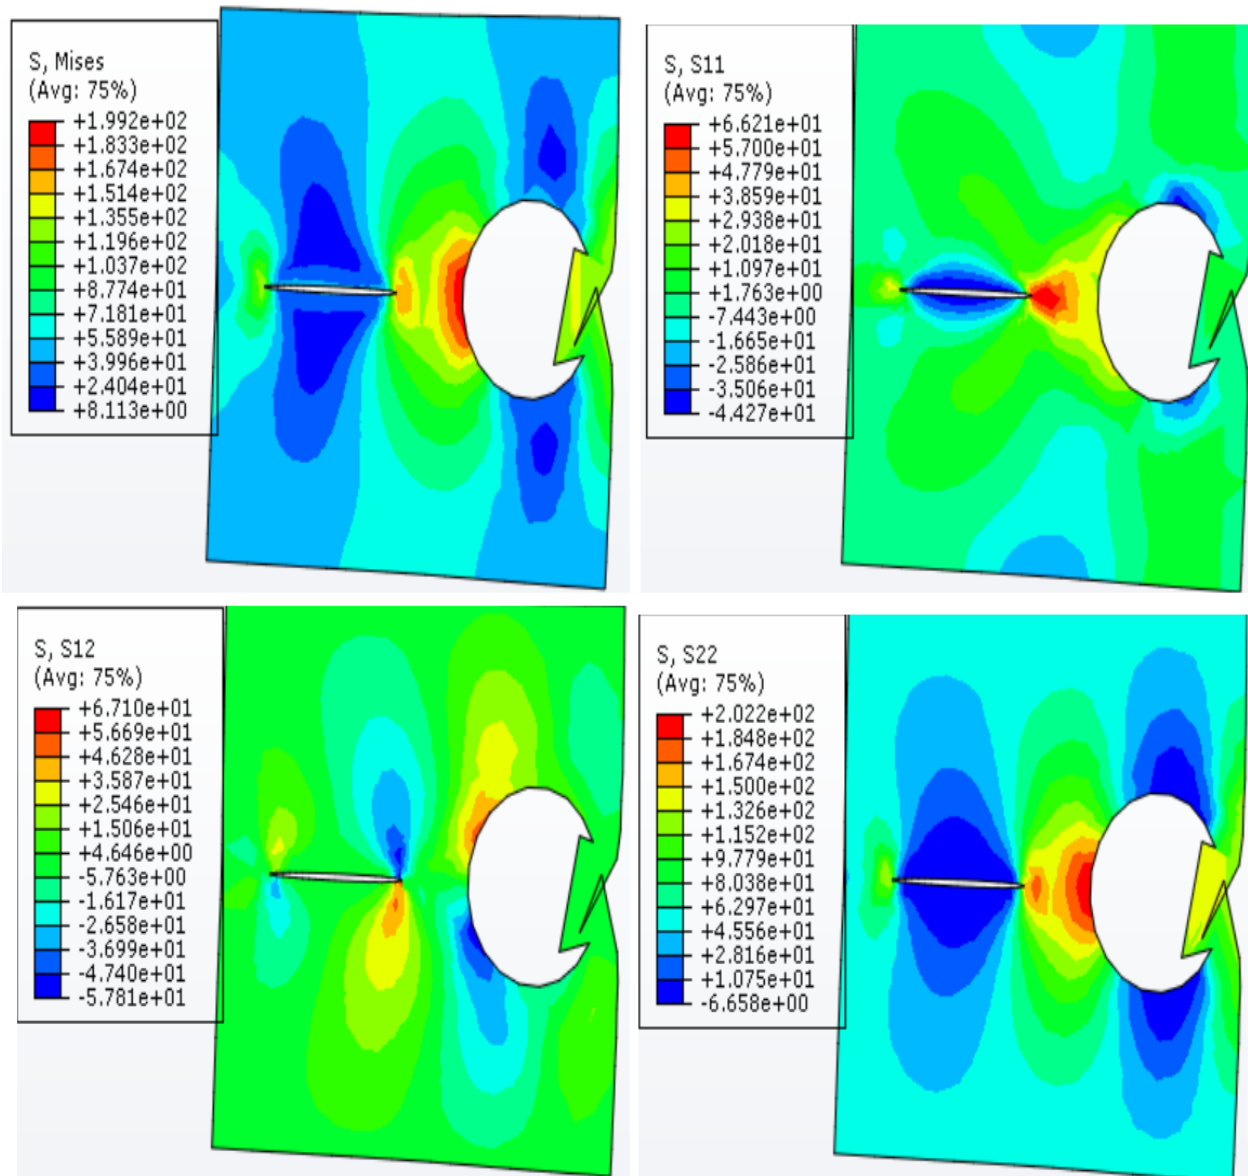 S, Mises
(Avg: 75%)
+1.992e+02
+1.833e+02
+1.674e+02
+1.514e+02
+1.355e+02
+1.196e+02
+1.037e+02
+8.774e+01
+7.181e+01
+5.589e+01
+3.996e+01
+2.404e+01
+8.113e+00
S, S11
(Avg: 75%)
+6.621e+01
+5.700e+01
+4.779e+01
+3.859e+01
+2.938e+01
+2.018e+01
+1.097e+01
+1.763e+00
-7.443e+00
-1.665e+01
-2.586e+01
-3.506e+01
-4.427e+01
S, S12
(Avg: 75%)
+6.710e+01
+5.669e+01
+4.628e+01
+3.587e+01
+2.546e+01
+1.506e+01
+4.646e+00
-5.763e+00
-1.617e+01
-2.658e+01
-3.699e+01
-4.740e+01
-5.781e+01
S, S22
(Avg: 75%)
+2.022e+02
+1.848e+02
+1.674e+02
+1.500e+02
+1.326e+02
+1.152e+02
+9.779e+01
+8.038e+01
+6.297e+01
+4.556e+01
+2.816e+01
+1.075e+01
-6.658e+00